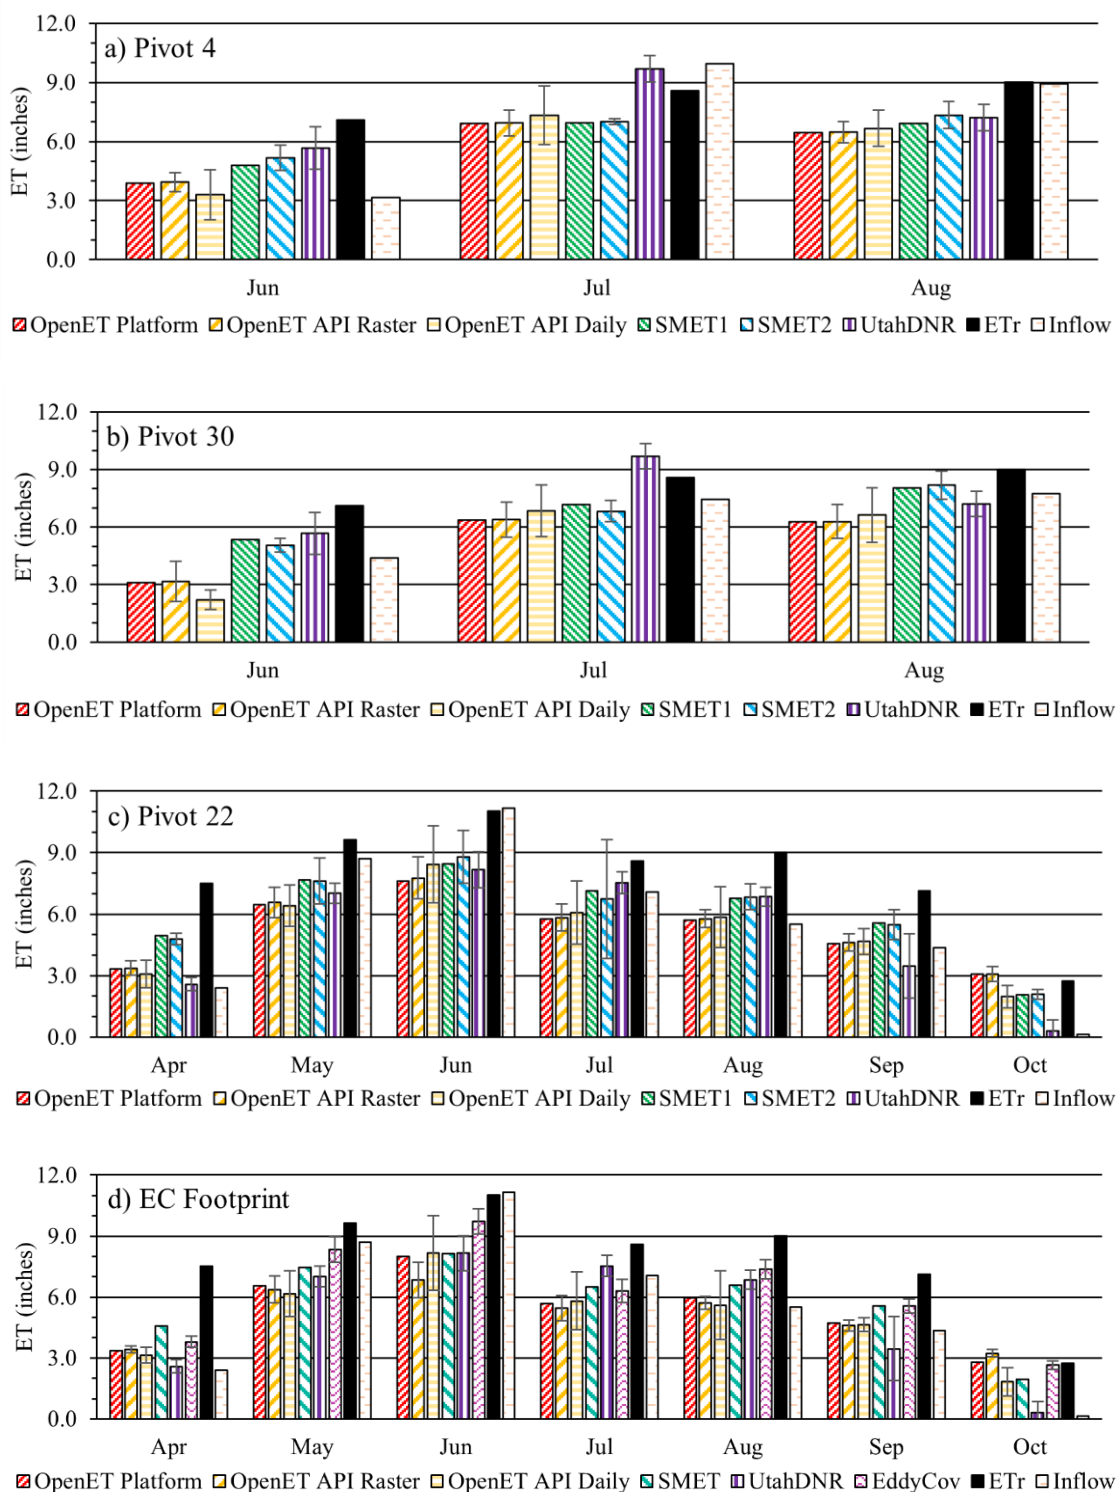 12.0
a) Pivot 4
9.0
6.0
3.0
0.0
ET (inches)
Jun Jul Aug
OpenET Platform OpenET API Raster OpenET API Daily SMET1 SMET2 UtahDNR ETr Inflow
12.0
b) Pivot 30
9.0
6.0
3.0
0.0
ET (inches)
Jun Jul Aug
OpenET Platform OpenET API Raster OpenET API Daily SMET1 SMET2 UtahDNR ETr Inflow
12.0
c) Pivot 22
9.0
6.0
3.0
0.0
ET (inches)
Apr May Jun Jul Aug Sep Oct
OpenET Platform OpenET API Raster OpenET API Daily SMET1 SMET2 UtahDNR ETr Inflow
12.0
d) EC Footprint
9.0
6.0
3.0
0.0
ET (inches)
Apr May Jun Jul Aug Sep Oct
OpenET Platform OpenET API Raster OpenET API Daily SMET UtahDNR EddyCov ETr Inflow